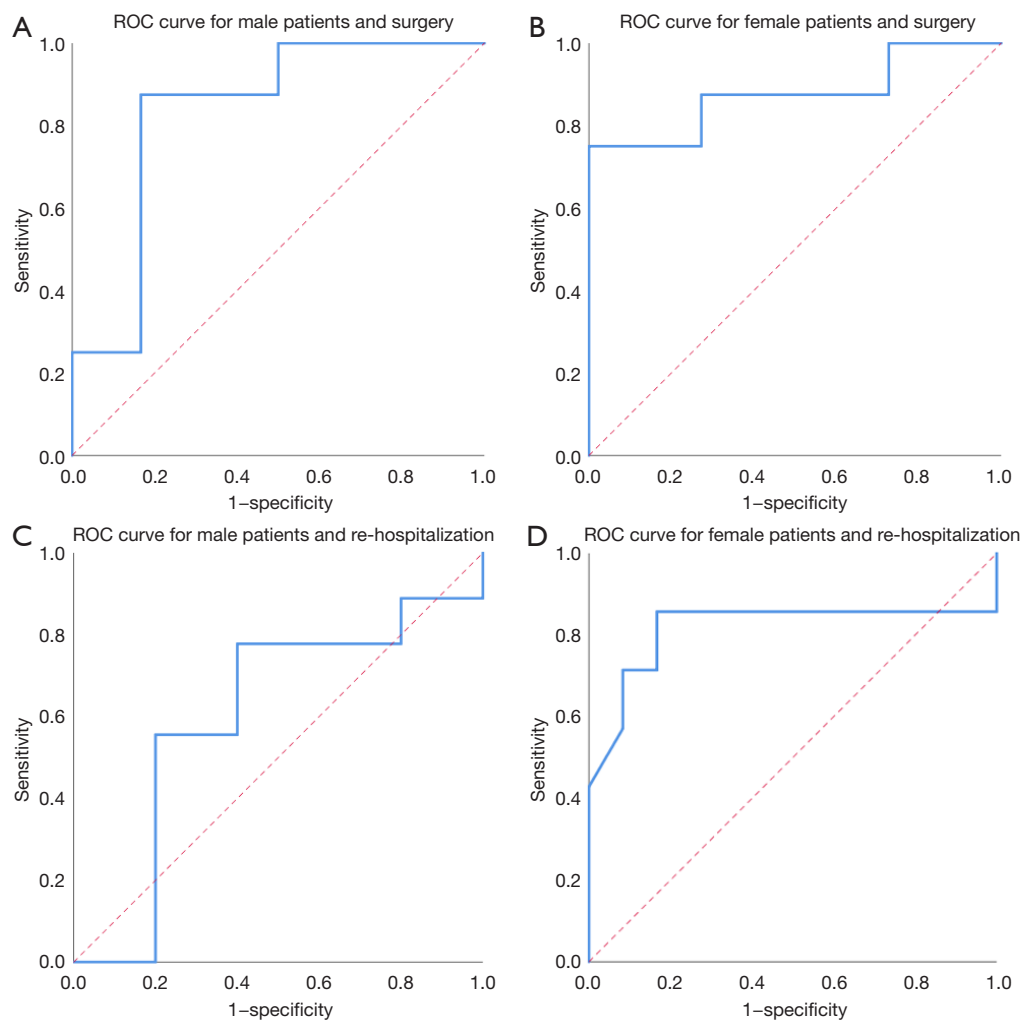 A
ROC curve for male patients and surgery
1.0
0.8
0.6
0.4
0.2
0.0
Sensitivity
0.0 0.2 0.4 0.6 0.8 1.0
1−specificity
B
ROC curve for female patients and surgery
1.0
0.8
0.6
0.4
0.2
0.0
Sensitivity
0.0 0.2 0.4 0.6 0.8 1.0
1−specificity
C
ROC curve for male patients and re-hospitalization
1.0
0.8
0.6
0.4
0.2
0.0
Sensitivity
0.0 0.2 0.4 0.6 0.8 1.0
1−specificity
D
ROC curve for female patients and re-hospitalization
1.0
0.8
0.6
0.4
0.2
0.0
Sensitivity
0.0 0.2 0.4 0.6 0.8 1.0
1−specificity